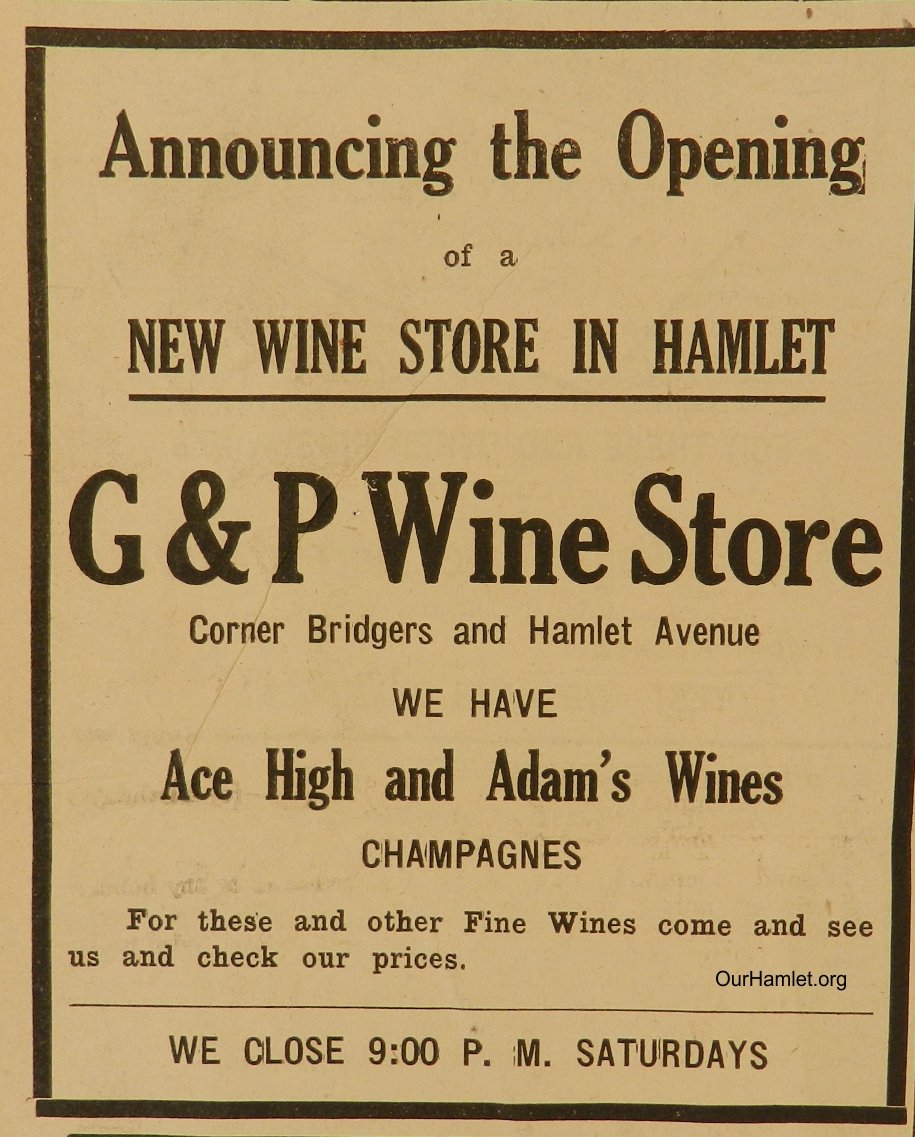 Announcing the Opening
of a
NEW WINE STORE IN HAMLET
G & P Wine Store
Corner Bridgers and Hamlet Avenue
WE HAVE
Ace High and Adam's Wines
CHAMPAGNES
For these and other Fine Wines come and see
us and check our prices.
OurHamlet.org
WE CLOSE 9:00 P. M. SATURDAYS